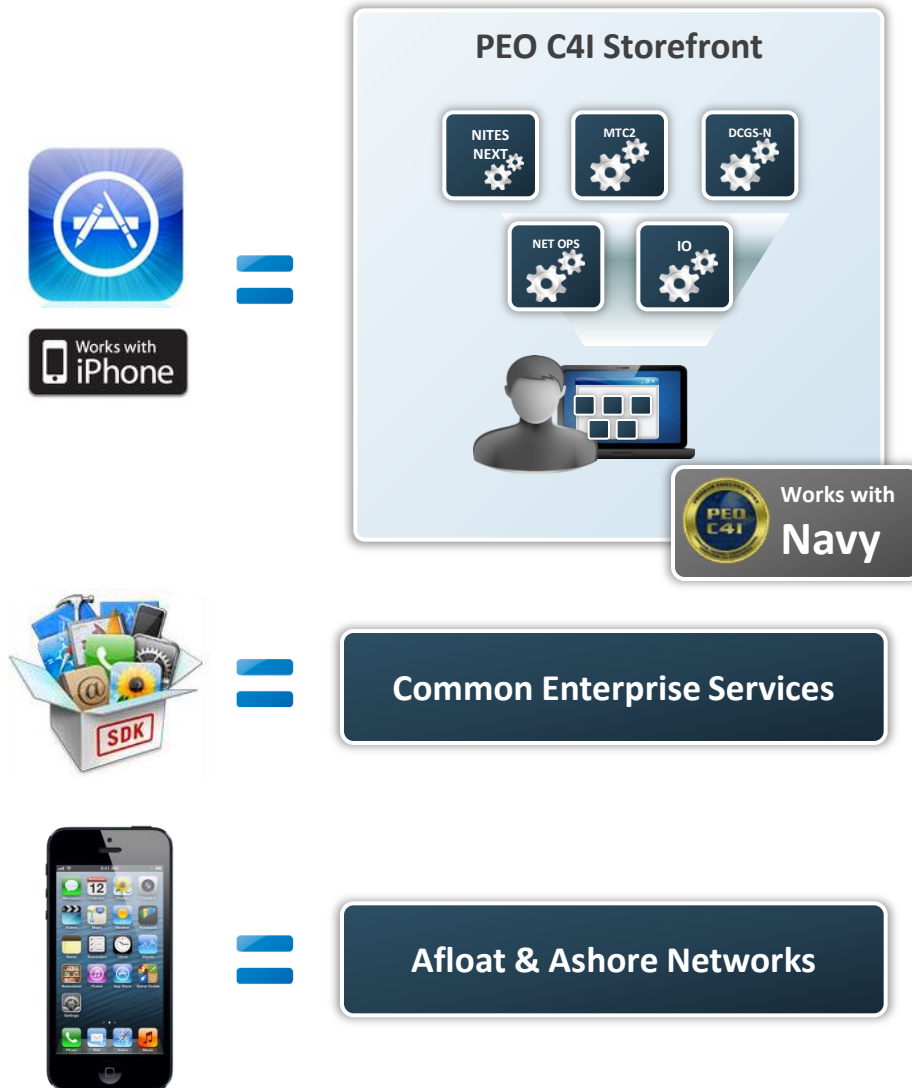 PEO C4I Storefront
NITES
NEXT
MTC2
DCGS-N
NET OPS
IO
Works with
iPhone
PEO
C4I
Works with
Navy
@
SDK
Common Enterprise Services
12
Afloat & Ashore Networks